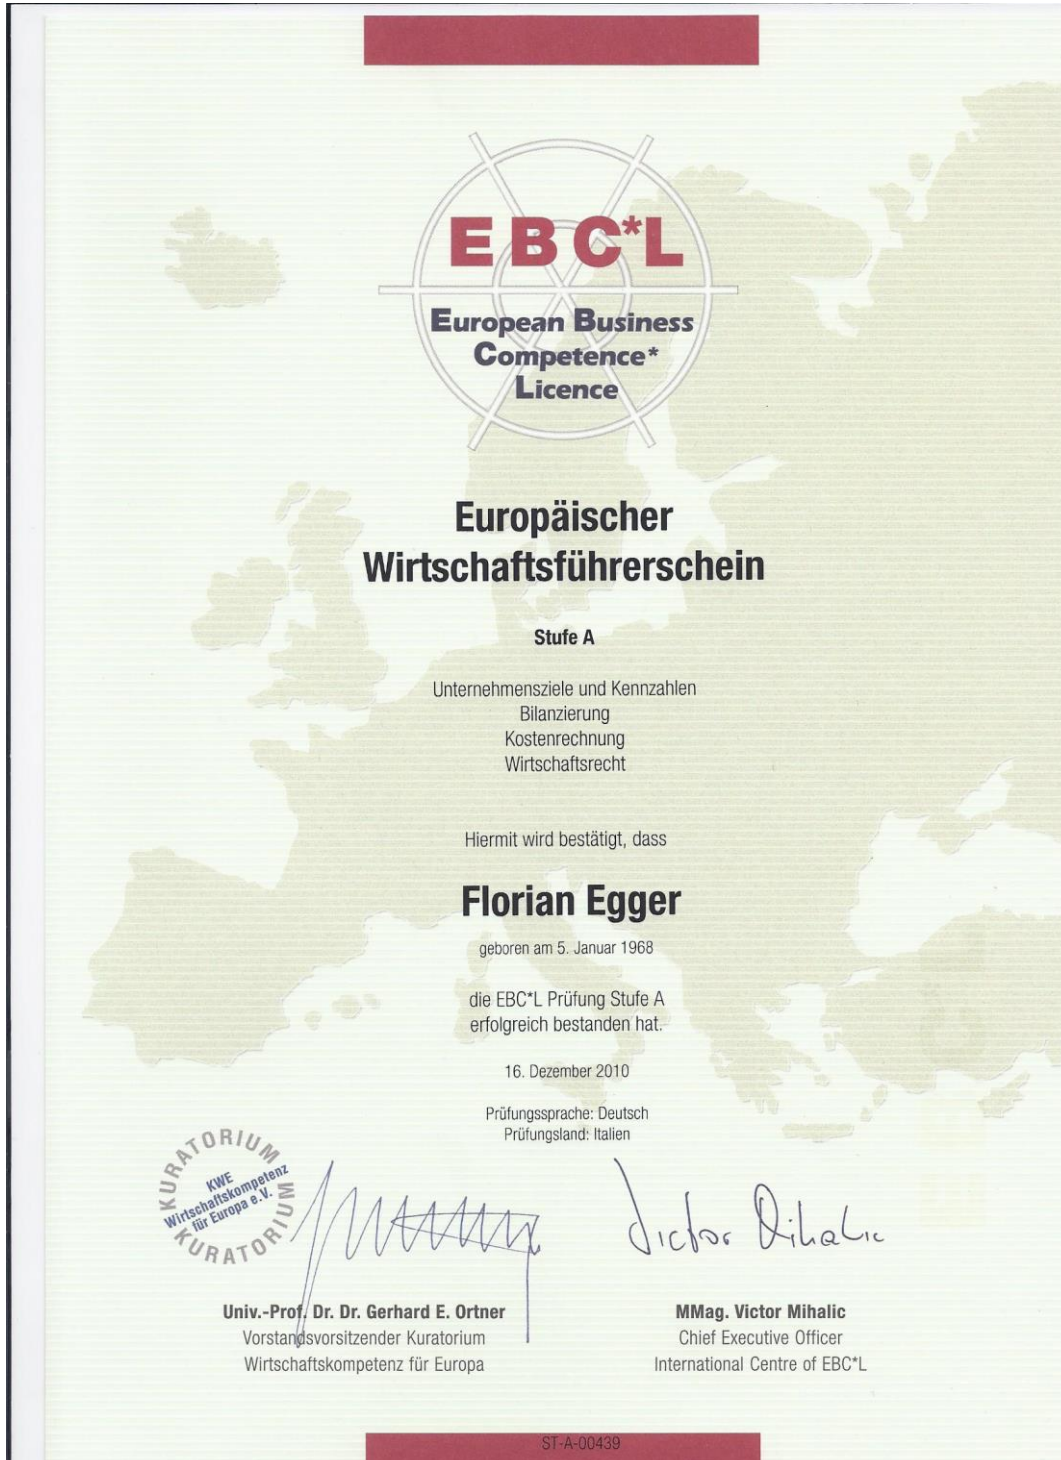 EBC*L
European Business
Competence*
Licence
Europäischer
Wirtschaftsführerschein
Stufe A
Unternehmensziele und Kennzahlen
Bilanzierung
Kostenrechnung
Wirtschaftsrecht
Hiermit wird bestätigt, dass
Florian Egger
geboren am 5. Januar 1968
die EBC*L Prüfung Stufe A
erfolgreich bestanden hat.
16. Dezember 2010
Prüfungssprache: Deutsch
Prüfungsland: Italien
KURATORIUM
KWE
Wirtschaftskompetenz
für Europa e.V.
KURATORIUM
Victor Mihalic
Univ.-Prof. Dr. Dr. Gerhard E. Ortner
Vorstandsvorsitzender Kuratorium
Wirtschaftskompetenz für Europa
MMag. Victor Mihalic
Chief Executive Officer
International Centre of EBC*L
ST-A-00439